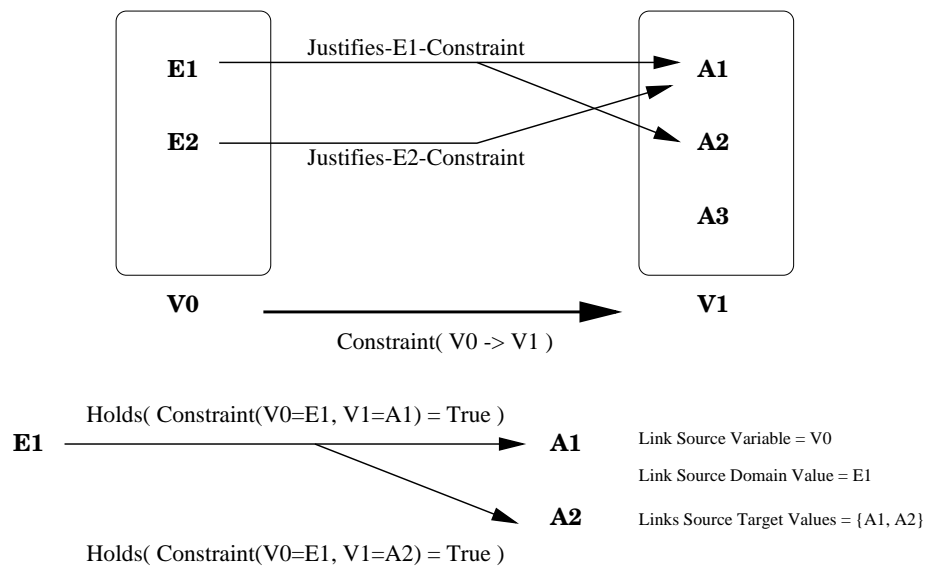 Justifies-E1-Constraint
E1
A1
E2
A2
Justifies-E2-Constraint
A3
V0
V1
Constraint( V0 -> V1 )
Holds( Constraint(V0=E1, V1=A1) = True )
E1
A1
Link Source Variable = V0
Link Source Domain Value = E1
A2
Links Source Target Values = {A1, A2}
Holds( Constraint(V0=E1, V1=A2) = True )